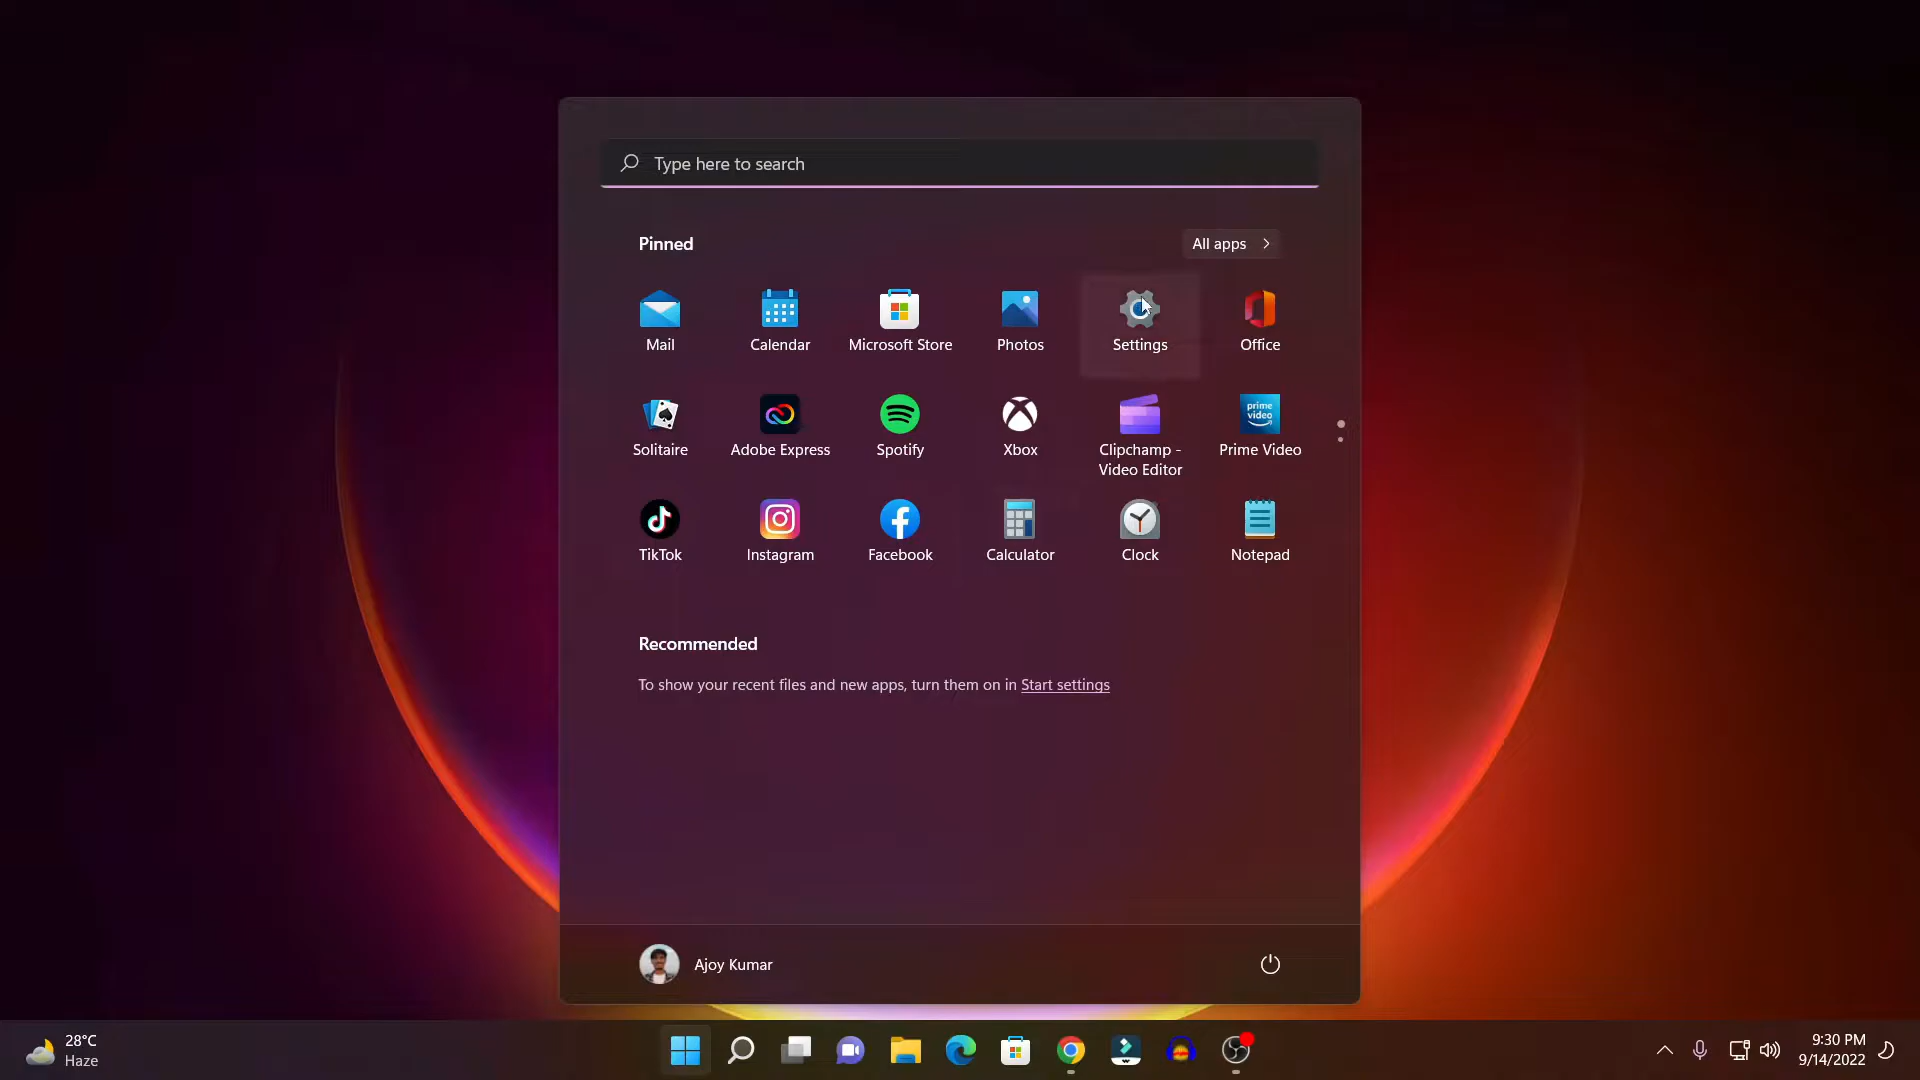 Type here to search
Pinned
All apps
Mail
Calendar
Microsoft Store
Photos
Settings
Office
Solitaire
Adobe Express
Spotify
Xbox
Clipchamp -
Video Editor
prime
video
Prime Video
TikTok
Instagram
Facebook
Calculator
Clock
Notepad
Recommended
To show your recent files and new apps, turn them on in Start settings
Ajoy Kumar
28°C
Haze
9:30 PM
9/14/2022